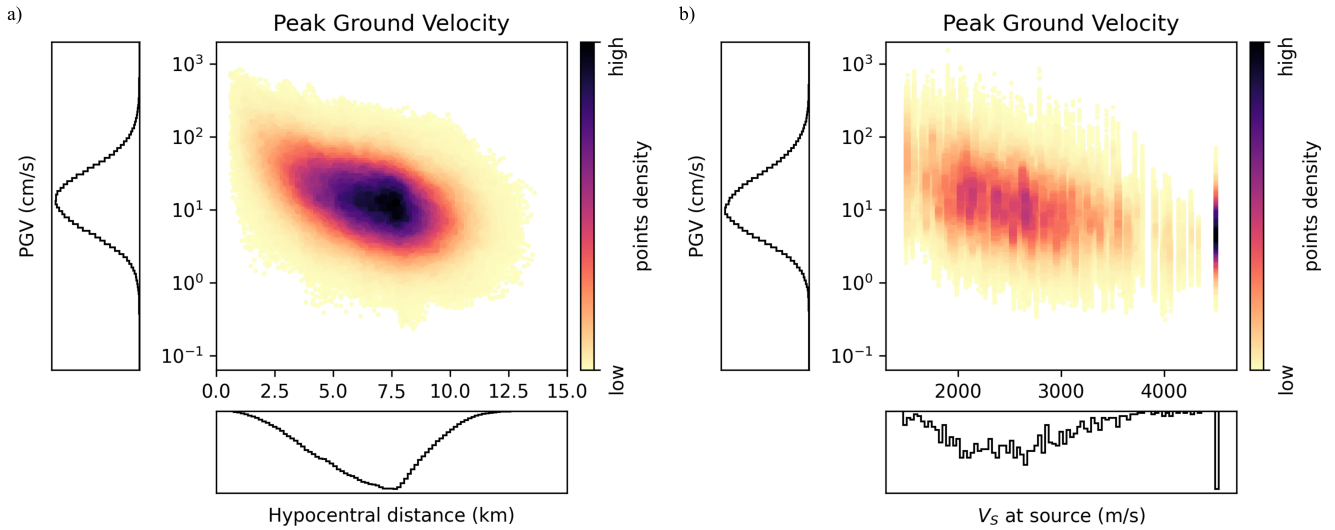 a)
Peak Ground Velocity
PGV (cm/s)
10³
10²
10¹
10⁰
10⁻¹
0.0 2.5 5.0 7.5 10.0 12.5 15.0
Hypocentral distance (km)
high
points density
low
b)
Peak Ground Velocity
PGV (cm/s)
10³
10²
10¹
10⁰
10⁻¹
2000 3000 4000
V_S at source (m/s)
high
points density
low